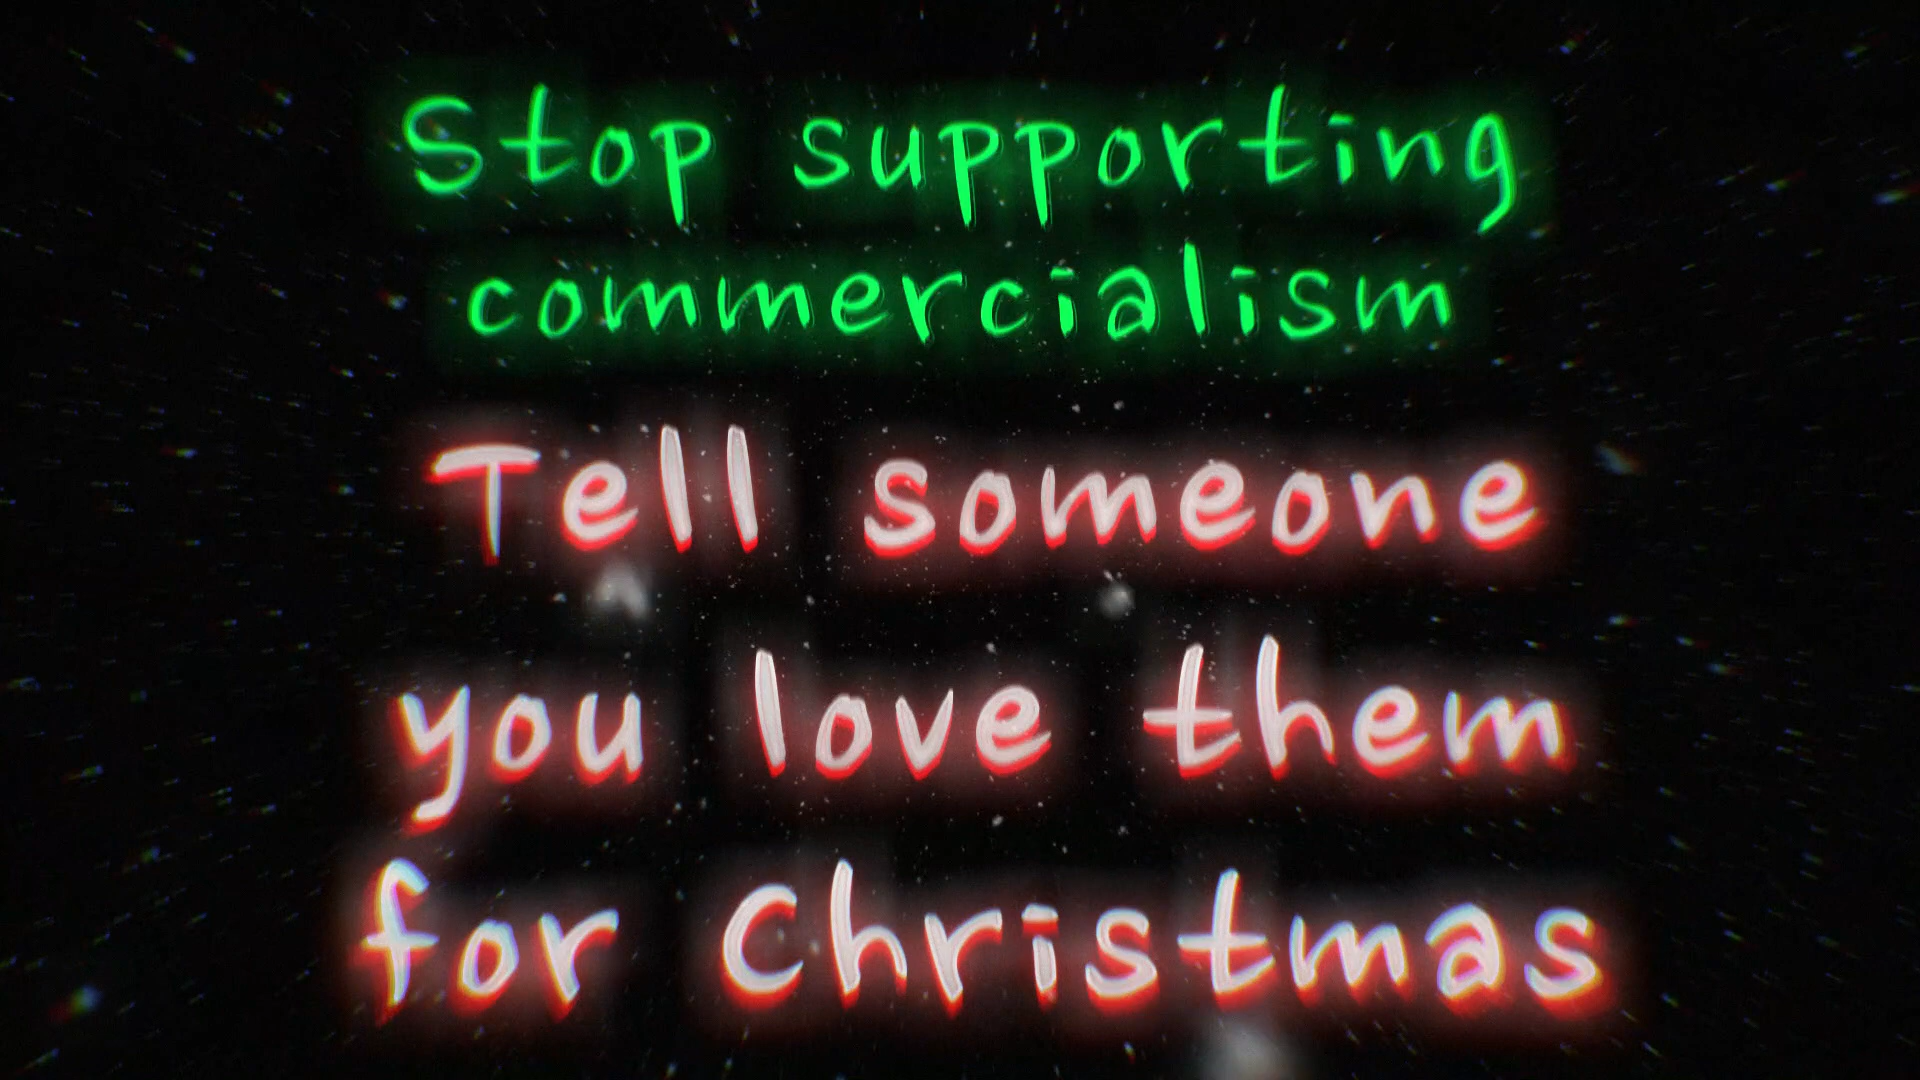 Stop supporting
commercialism
Tell someone
you love them
for Christmas